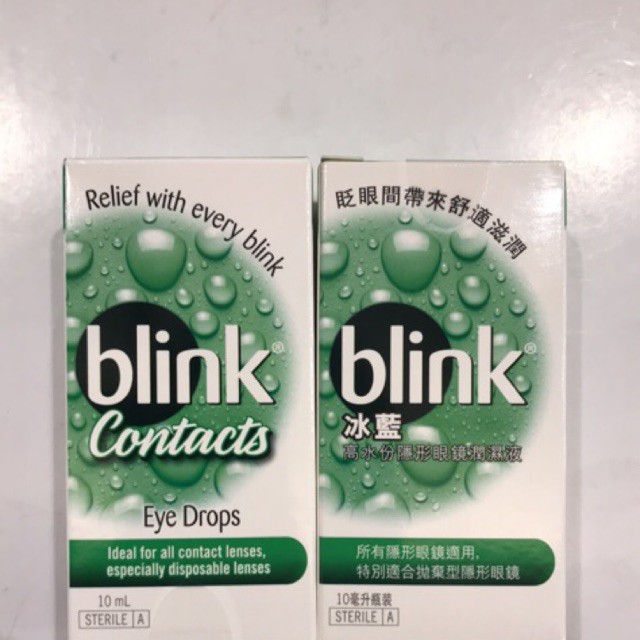 Relief with every blink
blink®
Contacts
Eye Drops
Ideal for all contact lenses,
especially disposable lenses
10 mL
STERILE A
眨眼間帶來舒適滋潤
blink®
冰藍
高水份隱形眼鏡潤濕液
所有隱形眼鏡適用,
特別適合拋棄型隱形眼鏡
10毫升瓶裝
STERILE A